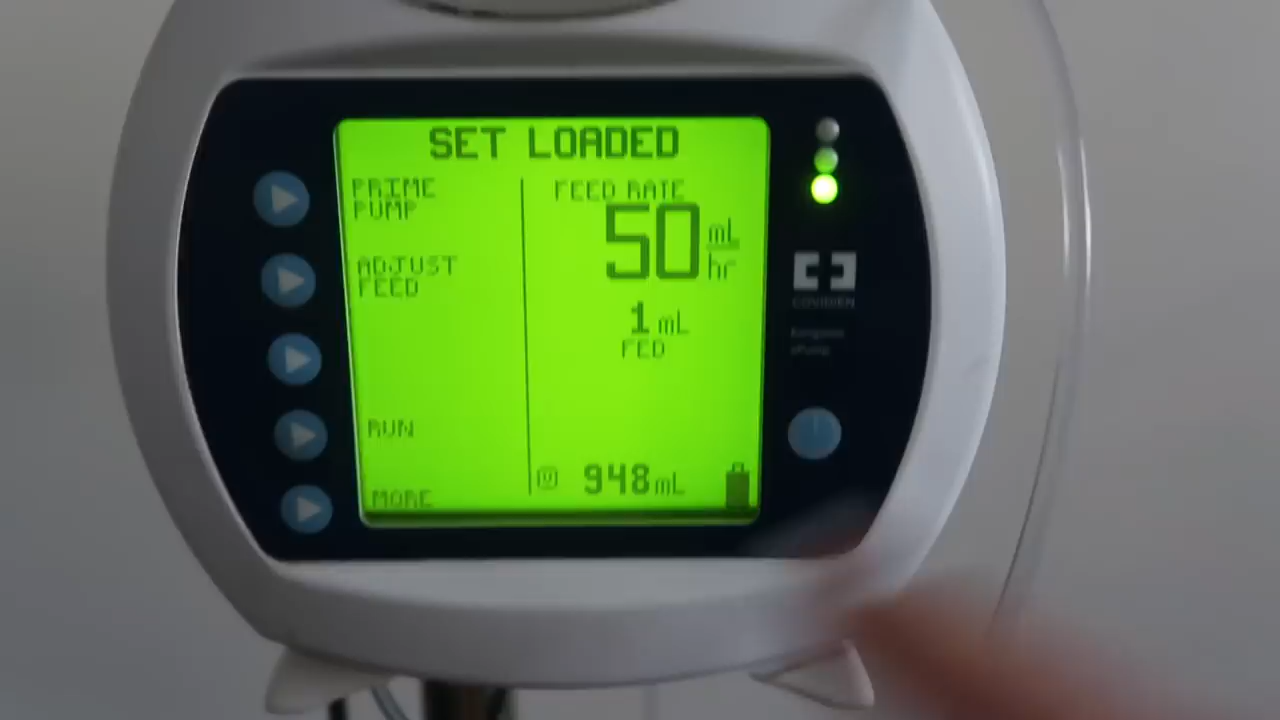 SET LOADED
PRIME
PUMP
ADJUST
FEED
RUN
MORE
FEED RATE
50 mL
hr
1 mL
FED
948 mL
COVIDIEN